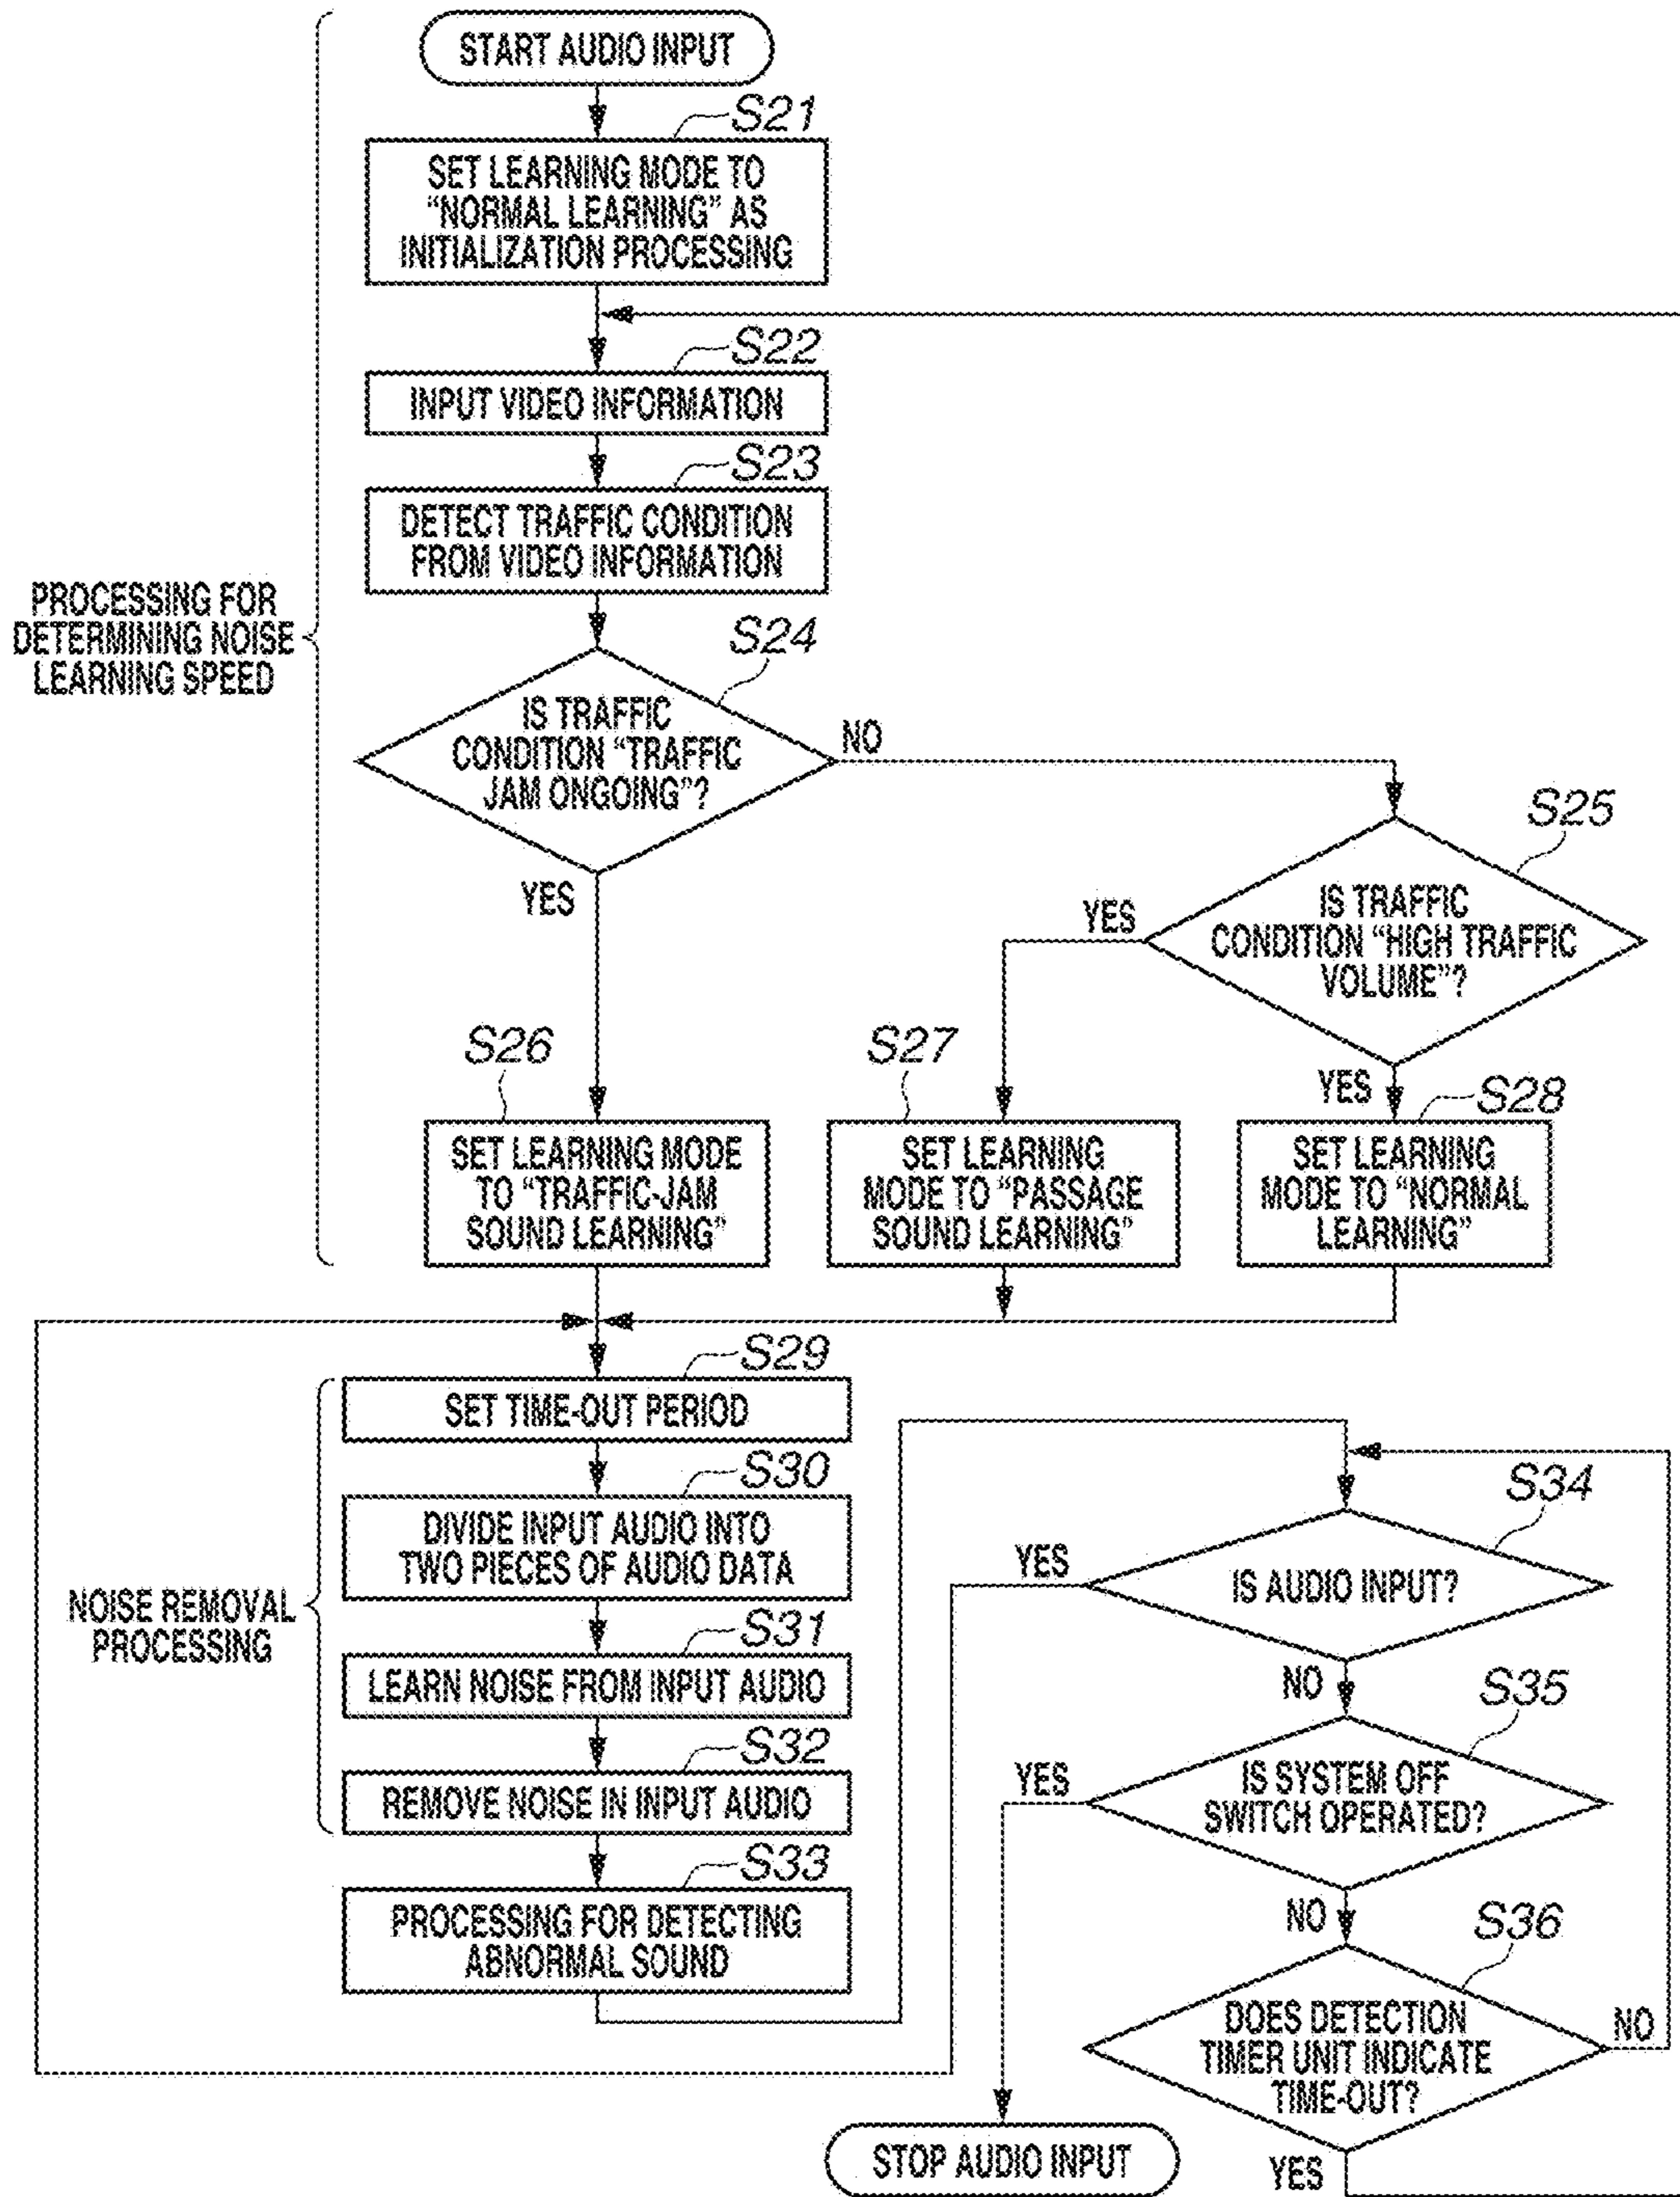 START AUDIO INPUT
S21
SET LEARNING MODE TO
“NORMAL LEARNING” AS
INITIALIZATION PROCESSING
S22
INPUT VIDEO INFORMATION
S23
DETECT TRAFFIC CONDITION
FROM VIDEO INFORMATION
PROCESSING FOR
DETERMINING NOISE
LEARNING SPEED
S24
IS TRAFFIC
CONDITION “TRAFFIC
JAM ONGOING”?
NO
YES
S25
IS TRAFFIC
CONDITION “HIGH TRAFFIC
VOLUME”?
YES
YES
S26
SET LEARNING MODE
TO “TRAFFIC-JAM
SOUND LEARNING”
S27
SET LEARNING
MODE TO “PASSAGE
SOUND LEARNING”
S28
SET LEARNING
MODE TO “NORMAL
LEARNING”
S29
SET TIME-OUT PERIOD
S30
DIVIDE INPUT AUDIO INTO
TWO PIECES OF AUDIO DATA
NOISE REMOVAL
PROCESSING
S31
LEARN NOISE FROM INPUT AUDIO
S32
REMOVE NOISE IN INPUT AUDIO
S33
PROCESSING FOR DETECTING
ABNORMAL SOUND
S34
IS AUDIO INPUT?
YES
NO
S35
IS SYSTEM OFF
SWITCH OPERATED?
YES
NO
S36
DOES DETECTION
TIMER UNIT INDICATE
TIME-OUT?
NO
YES
STOP AUDIO INPUT